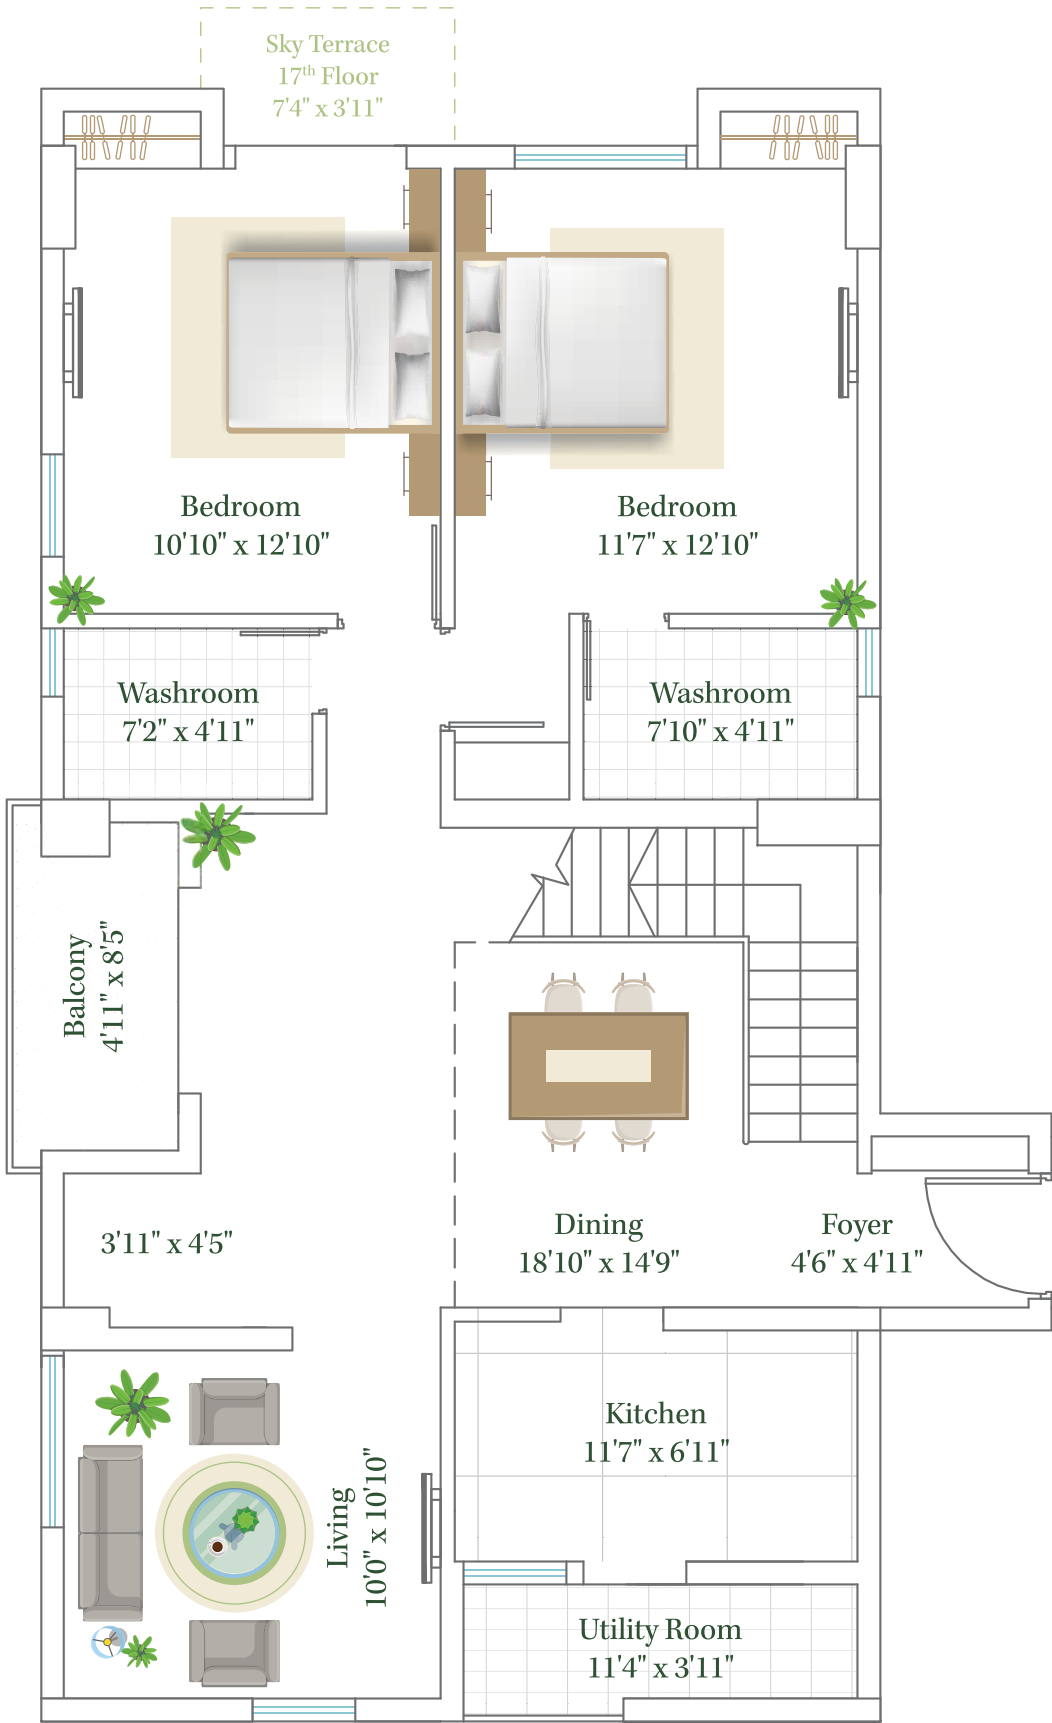 Sky Terrace
17th Floor
7'4" x 3'11"
Bedroom
10'10" x 12'10"
Bedroom
11'7" x 12'10"
Washroom
7'2" x 4'11"
Washroom
7'10" x 4'11"
Balcony
4'11" x 8'5"
3'11" x 4'5"
Dining
18'10" x 14'9"
Foyer
4'6" x 4'11"
Kitchen
11'7" x 6'11"
Living
10'0" x 10'10"
Utility Room
11'4" x 3'11"